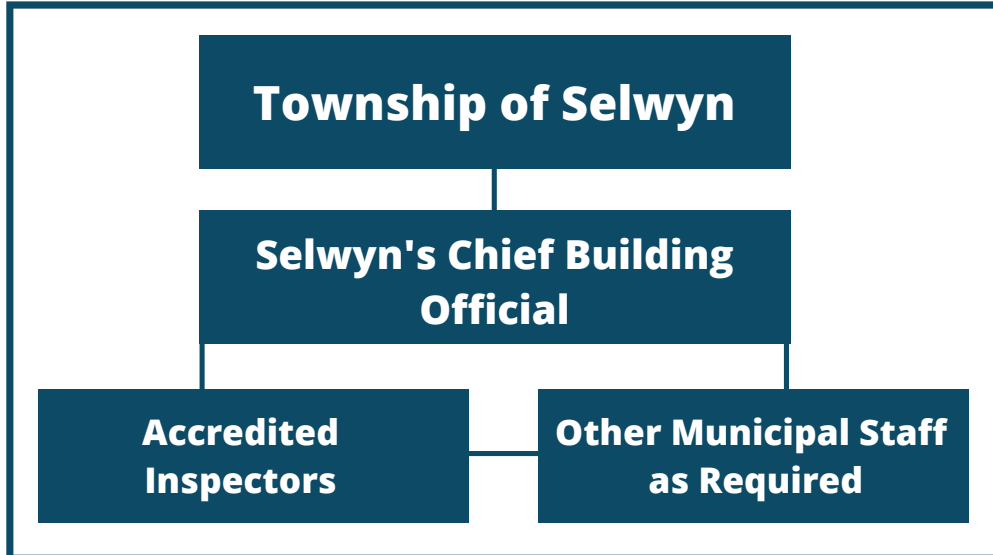 Township of Selwyn
Selwyn's Chief Building
Official
Accredited
Inspectors
Other Municipal Staff
as Required